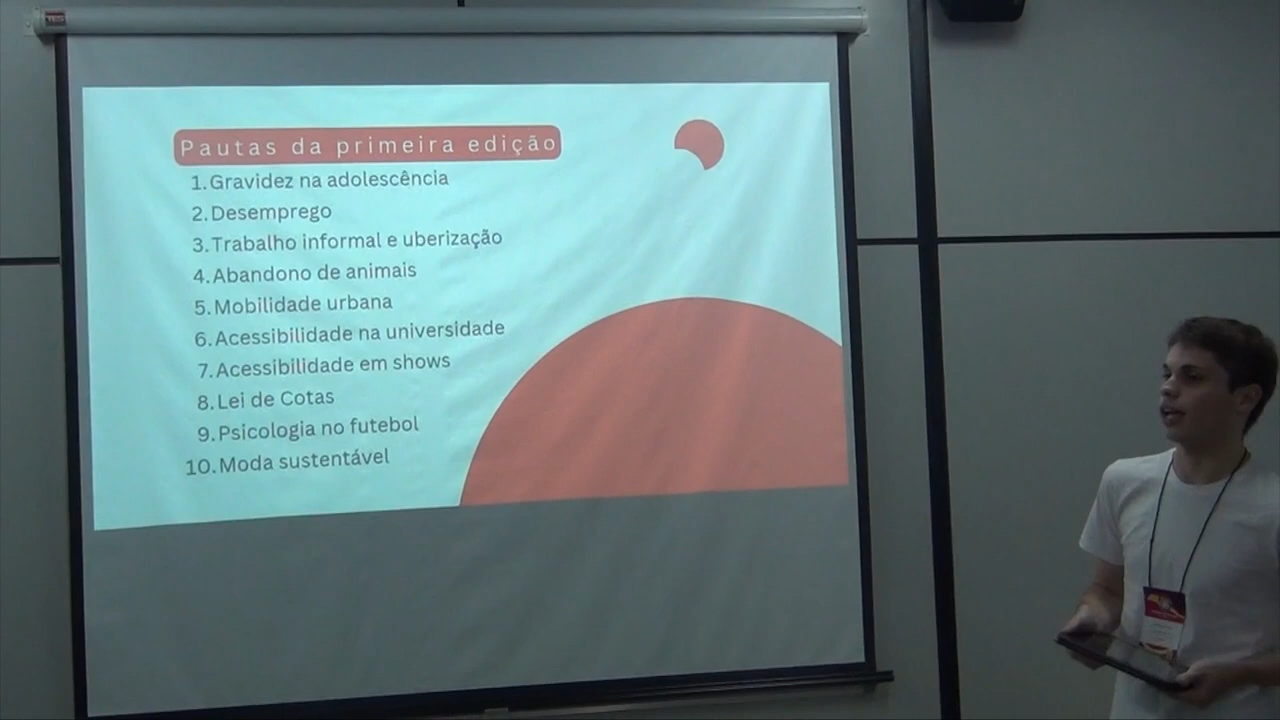 TES
Pautas da primeira edição
1. Gravidez na adolescência
2. Desemprego
3. Trabalho informal e uberização
4. Abandono de animais
5. Mobilidade urbana
6. Acessibilidade na universidade
7. Acessibilidade em shows
8. Lei de Cotas
9. Psicologia no futebol
10. Moda sustentável